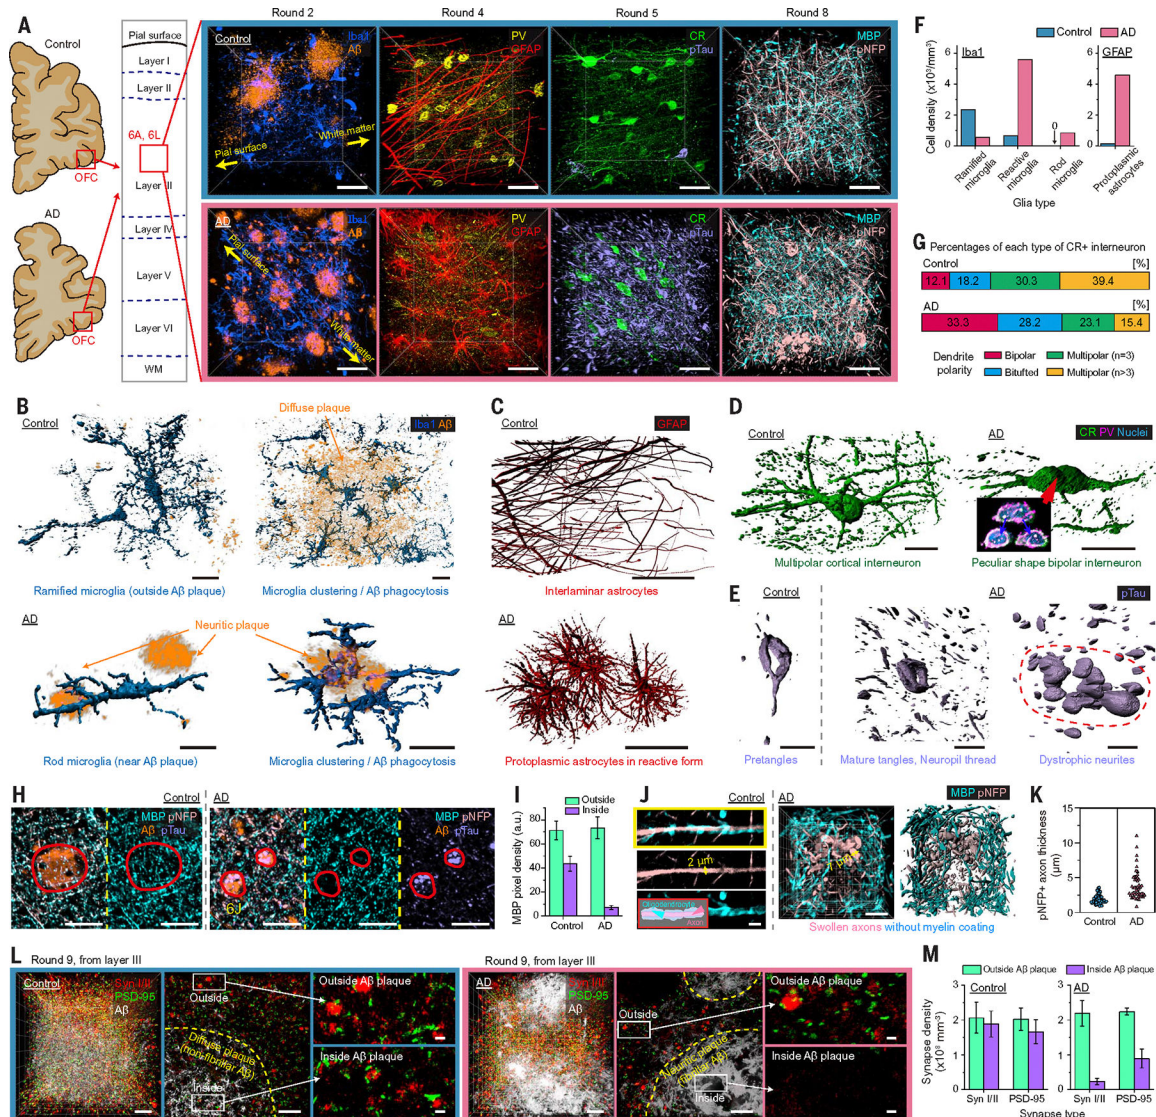 A
Control
AD
OFC
OFC
Pial surface
Layer I
Layer II
6A, 6L
Layer III
Layer IV
Layer V
Layer VI
WM
Round 2
Round 4
Round 5
Round 8
Control
Iba1
Aβ
Pial surface
White matter
PV
GFAP
CR
pTau
MBP
pNFP
AD
Iba1
Aβ
Pial surface
White matter
PV
GFAP
CR
pTau
MBP
pNFP
F
Control
AD
Iba1
GFAP
Cell density (x10³/mm³)
6
4
2
0
0
Ramified microglia
Reactive microglia
Rod microglia
Protoplasmic astrocytes
Glia type
G
Percentages of each type of CR+ interneuron
Control
[%]
12.1
18.2
30.3
39.4
AD
[%]
33.3
28.2
23.1
15.4
Dendrite polarity
Bipolar
Bitufted
Multipolar (n=3)
Multipolar (n>3)
B
Control
Diffuse plaque
Iba1 Aβ
Ramified microglia (outside Aβ plaque)
Microglia clustering / Aβ phagocytosis
AD
Neuritic plaque
Rod microglia (near Aβ plaque)
Microglia clustering / Aβ phagocytosis
C
Control
GFAP
Interlaminar astrocytes
AD
Protoplasmic astrocytes in reactive form
D
Control
AD
CR PV Nuclei
Multipolar cortical interneuron
Peculiar shape bipolar interneuron
E
Control
AD
pTau
Pretangles
Mature tangles, Neuropil thread
Dystrophic neurites
H
Control
AD
MBP pNFP
Aβ pTau
MBP pNFP
Aβ pTau
6J
I
Outside
Inside
MBP pixel density (a.u.)
80
60
40
20
0
Control
AD
J
Control
2 μm
Oligodendrocyte
Axon
AD
MBP pNFP
Swollen axons without myelin coating
K
pNFP+ axon thickness (μm)
15
10
5
0
Control
AD
L
Round 9, from layer III
Control
Syn I/II
PSD-95
Aβ
Outside
Diffuse plaque
(non-fibrilar Aβ)
Inside
Outside Aβ plaque
Inside Aβ plaque
Round 9, from layer III
AD
Syn I/II
PSD-95
Aβ
Outside
Neuritic plaque
(fibrilar Aβ)
Inside
Outside Aβ plaque
Inside Aβ plaque
M
Outside Aβ plaque
Inside Aβ plaque
Control
AD
Synapse density
(x10⁸ mm-³)
3
2
1
0
3
2
1
0
Syn I/II
PSD-95
Syn I/II
PSD-95
Synapse type